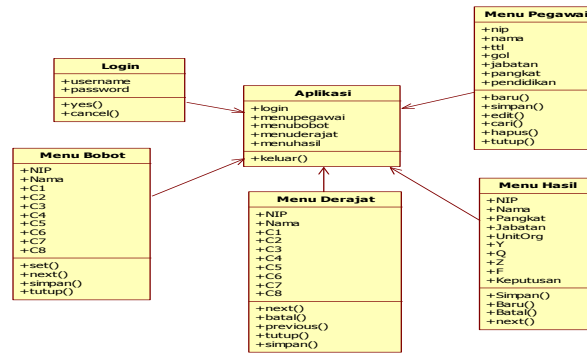 Menu Pegawai
+nip
+nama
+ttl
+gol
+jabatan
+pangkat
+pendidikan
+baru()
+simpan()
+edit()
+cari()
+hapus()
+tutup()
Login
+username
+password
+yes()
+cancel()
Aplikasi
+login
+menupegawai
+menubobot
+menuderajat
+menuhasil
+keluar()
Menu Bobot
+NIP
+Nama
+C1
+C2
+C3
+C4
+C5
+C6
+C7
+C8
+set()
+next()
+simpan()
+tutup()
Menu Derajat
+NIP
+Nama
+C1
+C2
+C3
+C4
+C5
+C6
+C7
+C8
+next()
+batal()
+previous()
+tutup()
+simpan()
Menu Hasil
+NIP
+Nama
+Pangkat
+Jabatan
+UnitOrg
+Y
+Q
+Z
+F
+Keputusan
+Simpan()
+Baru()
+Batal()
+next()